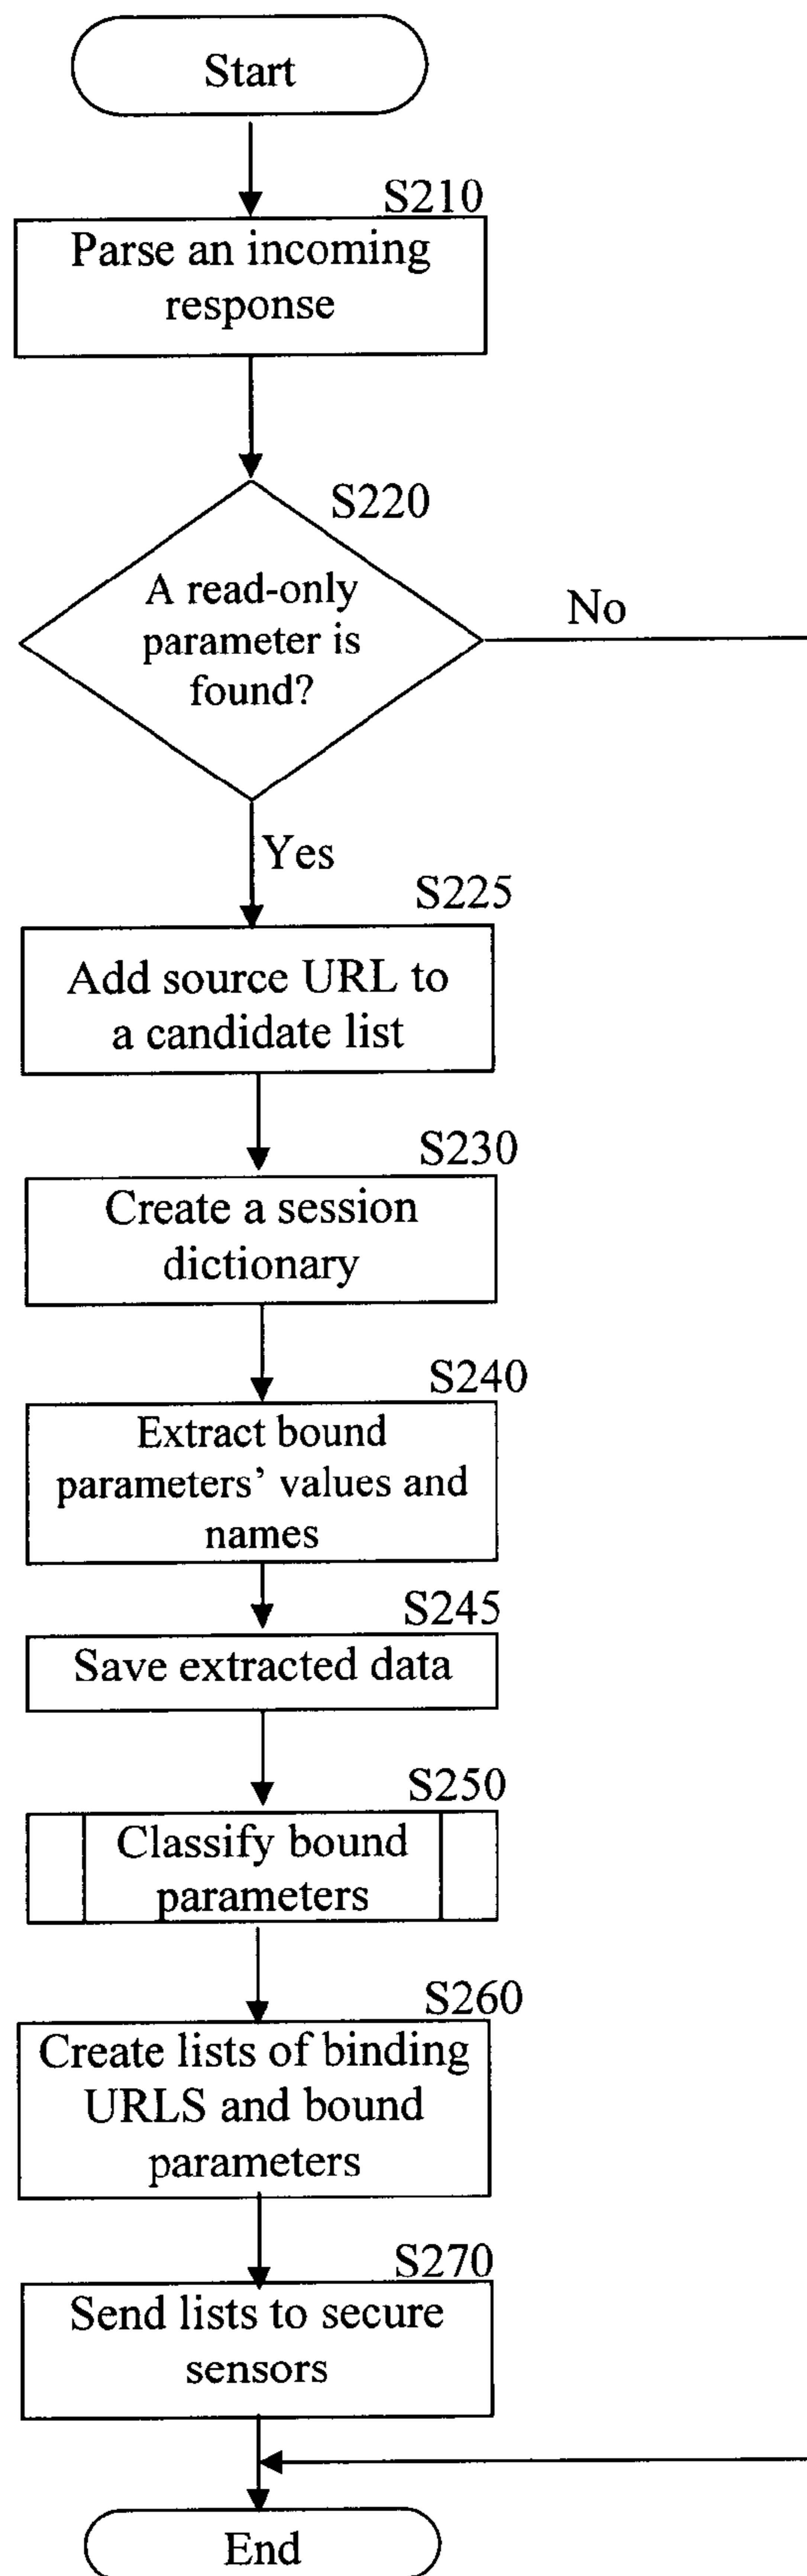 Start
S210
Parse an incoming
response
S220
A read-only
parameter is
found?
No
Yes
S225
Add source URL to
a candidate list
S230
Create a session
dictionary
S240
Extract bound
parameters’ values and
names
S245
Save extracted data
S250
Classify bound
parameters
S260
Create lists of binding
URLS and bound
parameters
S270
Send lists to secure
sensors
End